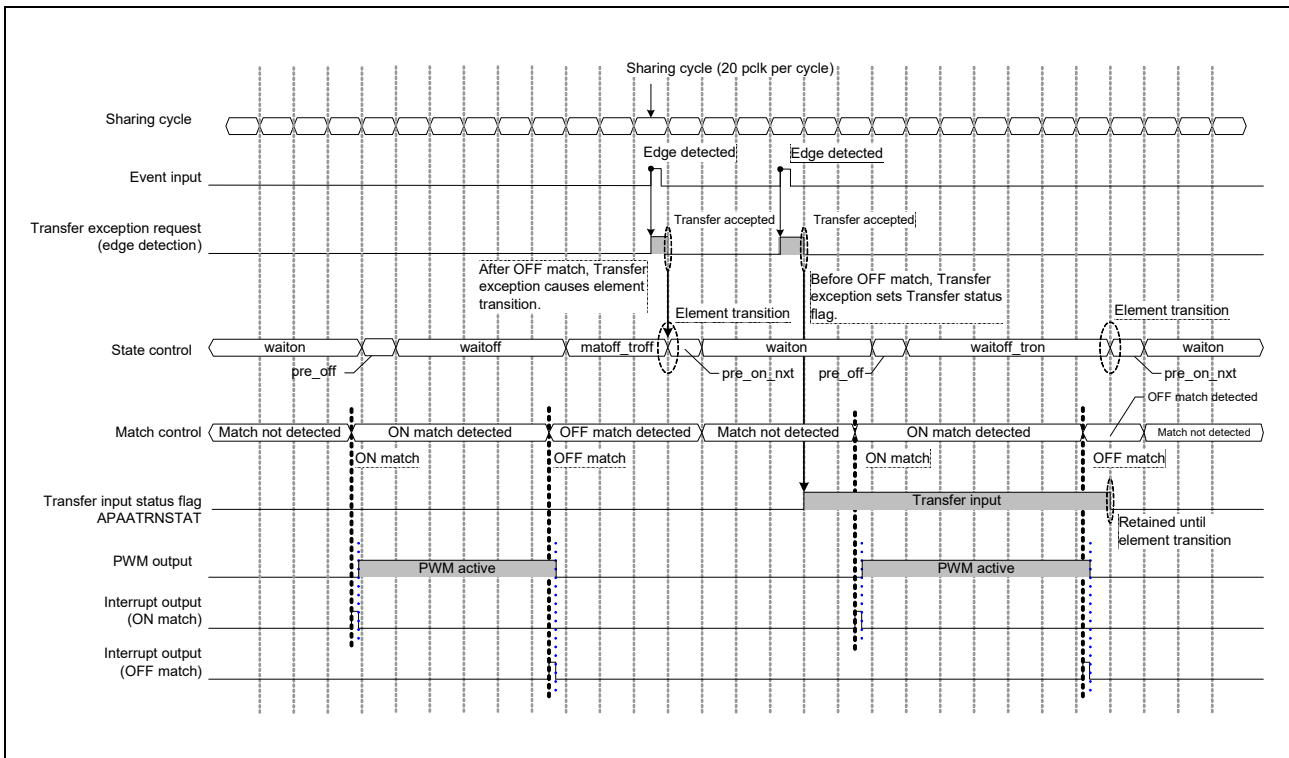 Sharing cycle (20 pclk per cycle)
Sharing cycle
Edge detected
Edge detected
Event input
Transfer exception request
(edge detection)
Transfer accepted
Transfer accepted
After OFF match, Transfer
exception causes element
transition.
Before OFF match, Transfer
exception sets Transfer status
flag.
Element transition
Element transition
State control
waiton
waitoff
matoff_troff
waiton
waitoff_tron
waiton
pre_off
pre_on_nxt
pre_off
pre_on_nxt
OFF match detected
Match control
Match not detected
ON match detected
OFF match detected
Match not detected
ON match detected
Match not detected
ON match
OFF match
ON match
OFF match
Transfer input status flag
APAATRNSTAT
Transfer input
Retained until
element transition
PWM output
PWM active
PWM active
Interrupt output
(ON match)
Interrupt output
(OFF match)